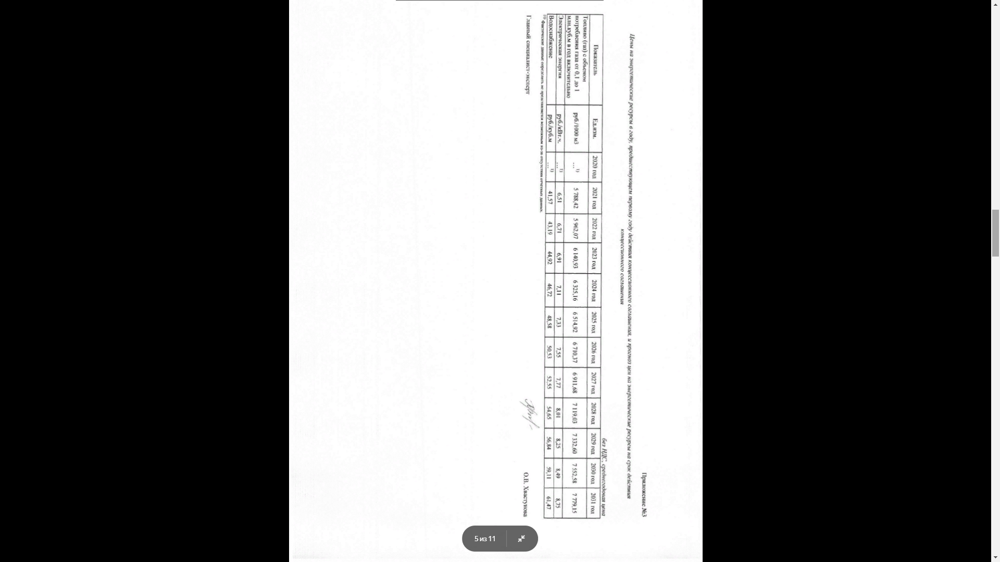 Приложение №3
Цены на энергетические ресурсы в году, предшествующем первому году действия концессионного соглашения, и прогноз цен на энергетические ресурсы на срок действия
концессионного соглашения
без НДС, среднегодовая цена
Показатель Ед.изм. 2020 год 2021 год 2022 год 2023 год 2024 год 2025 год 2026 год 2027 год 2028 год 2029 год 2030 год 2031 год
Топливо (газ) с объемом
потребления газа от 0,1 до 1
млн.куб.м в год включительно руб./1000 м3 … 1) 5 788,42 5 962,07 6 140,93 6 325,16 6 514,92 6 710,37 6 911,68 7 119,03 7 332,60 7 552,58 7 779,15
Электрическая энергия руб./кВт.ч. … 1) 6,51 6,71 6,91 7,11 7,33 7,55 7,77 8,01 8,25 8,49 8,75
Водоснабжение руб./куб.м … 1) 41,57 43,19 44,92 46,72 48,58 50,53 52,55 54,65 56,84 59,11 61,47
1) Фактические данные определить не представляется возможным из-за отсутствия отчетных данных.
Главный специалист-эксперт О.В. Хвастунова
5 из 11